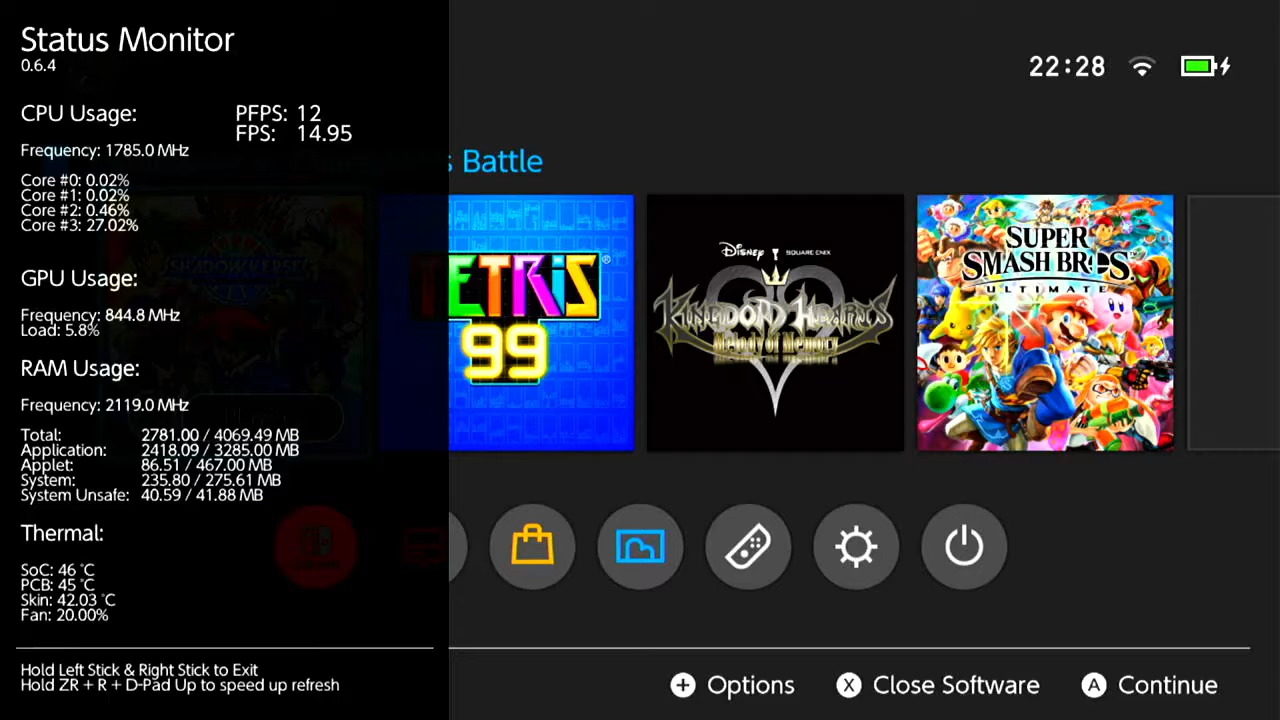 Status Monitor
0.6.4
22:28
CPU Usage:
PFPS: 12
FPS: 14.95
Frequency: 1785.0 MHz
s Battle
Core #0: 0.02%
Core #1: 0.02%
Core #2: 0.46%
Core #3: 27.02%
SHADOWVERSE
TETRIS®
99
Disney
SQUARE ENIX
KINGDOM HEARTS
Melody of Memory
SUPER
SMASH BROS.
ULTIMATE
GPU Usage:
Frequency: 844.8 MHz
Load: 5.8%
RAM Usage:
Frequency: 2119.0 MHz
Total: 2781.00 / 4069.49 MB
Application: 2418.09 / 3285.00 MB
Applet: 86.51 / 467.00 MB
System: 235.80 / 275.61 MB
System Unsafe: 40.59 / 41.88 MB
Thermal:
SoC: 46 °C
PCB: 45 °C
Skin: 42.03 °C
Fan: 20.00%
Hold Left Stick & Right Stick to Exit
Hold ZR + R + D-Pad Up to speed up refresh
+ Options
X Close Software
A Continue